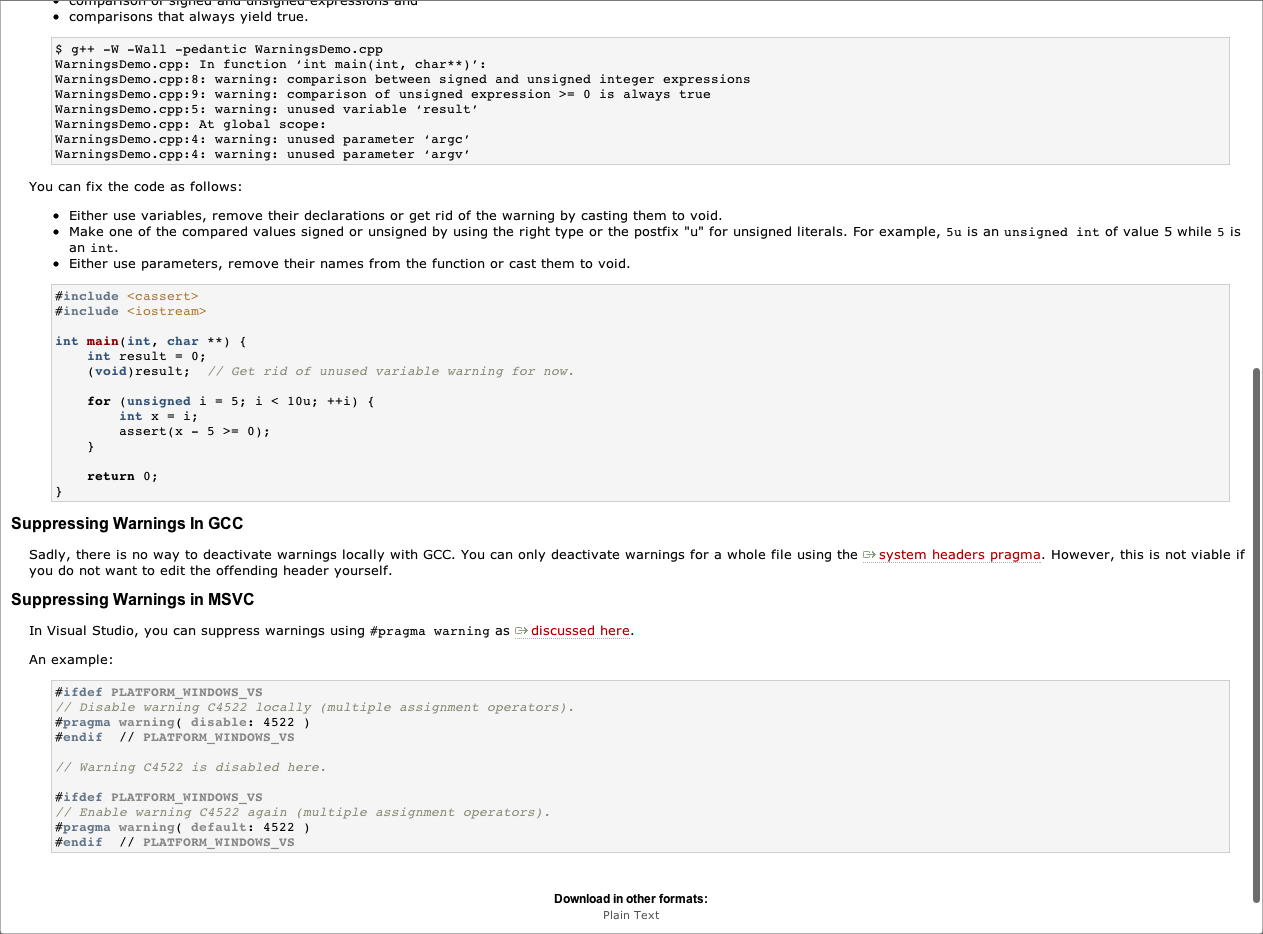 comparison of signed and unsigned expressions and
comparisons that always yield true.
$ g++ -W -Wall -pedantic WarningsDemo.cpp
WarningsDemo.cpp: In function ‘int main(int, char**)’:
WarningsDemo.cpp:8: warning: comparison between signed and unsigned integer expressions
WarningsDemo.cpp:9: warning: comparison of unsigned expression >= 0 is always true
WarningsDemo.cpp:5: warning: unused variable ‘result’
WarningsDemo.cpp: At global scope:
WarningsDemo.cpp:4: warning: unused parameter ‘argc’
WarningsDemo.cpp:4: warning: unused parameter ‘argv’
You can fix the code as follows:
Either use variables, remove their declarations or get rid of the warning by casting them to void.
Make one of the compared values signed or unsigned by using the right type or the postfix "u" for unsigned literals. For example, 5u is an unsigned int of value 5 while 5 is
an int.
Either use parameters, remove their names from the function or cast them to void.
#include <cassert>
#include <iostream>
int main(int, char **) {
    int result = 0;
    (void)result;  // Get rid of unused variable warning for now.
    for (unsigned i = 5; i < 10u; ++i) {
        int x = i;
        assert(x - 5 >= 0);
    }
    return 0;
}
Suppressing Warnings In GCC
Sadly, there is no way to deactivate warnings locally with GCC. You can only deactivate warnings for a whole file using the system headers pragma. However, this is not viable if
you do not want to edit the offending header yourself.
Suppressing Warnings in MSVC
In Visual Studio, you can suppress warnings using #pragma warning as discussed here.
An example:
#ifdef PLATFORM_WINDOWS_VS
// Disable warning C4522 locally (multiple assignment operators).
#pragma warning( disable: 4522 )
#endif  // PLATFORM_WINDOWS_VS
// Warning C4522 is disabled here.
#ifdef PLATFORM_WINDOWS_VS
// Enable warning C4522 again (multiple assignment operators).
#pragma warning( default: 4522 )
#endif  // PLATFORM_WINDOWS_VS
Download in other formats:
Plain Text